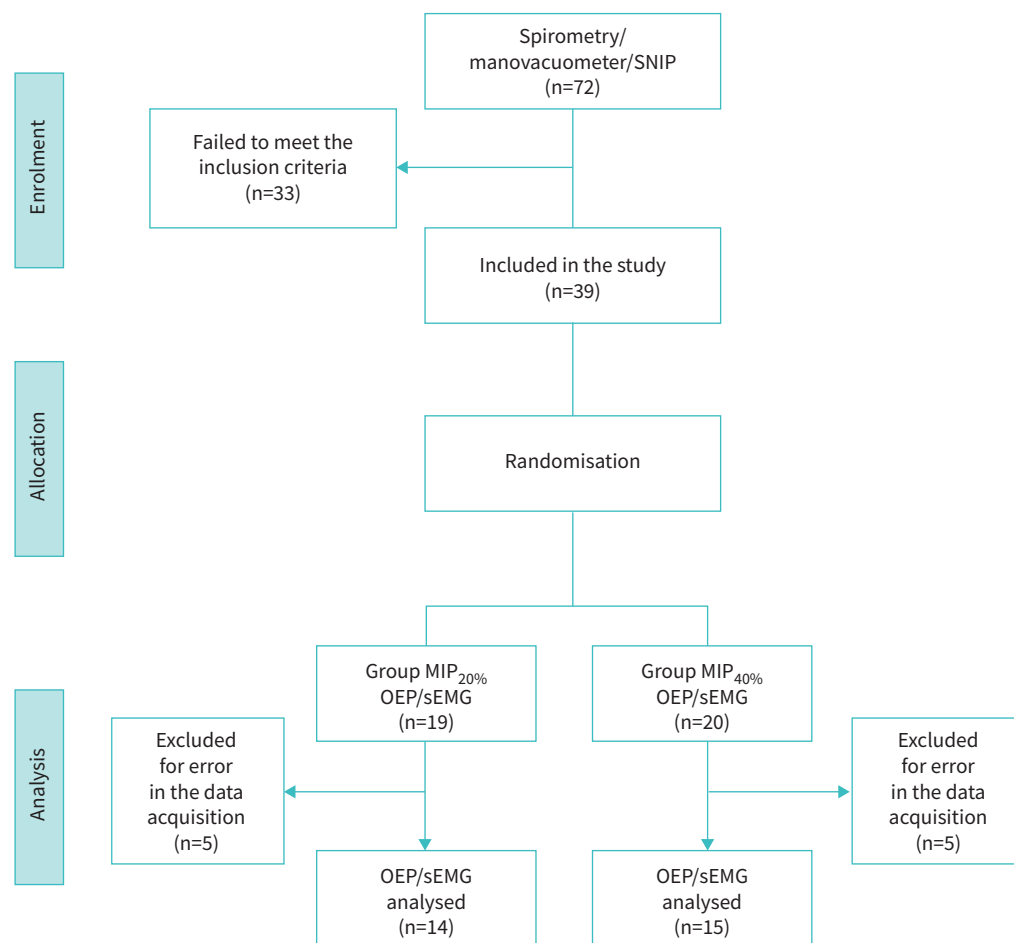 Enrolment
Spirometry/
manovacuometer/SNIP
(n=72)
Failed to meet the
inclusion criteria
(n=33)
Included in the study
(n=39)
Allocation
Randomisation
Analysis
Group MIP20%
OEP/sEMG
(n=19)
Group MIP40%
OEP/sEMG
(n=20)
Excluded
for error
in the data
acquisition
(n=5)
Excluded
for error
in the data
acquisition
(n=5)
OEP/sEMG
analysed
(n=14)
OEP/sEMG
analysed
(n=15)